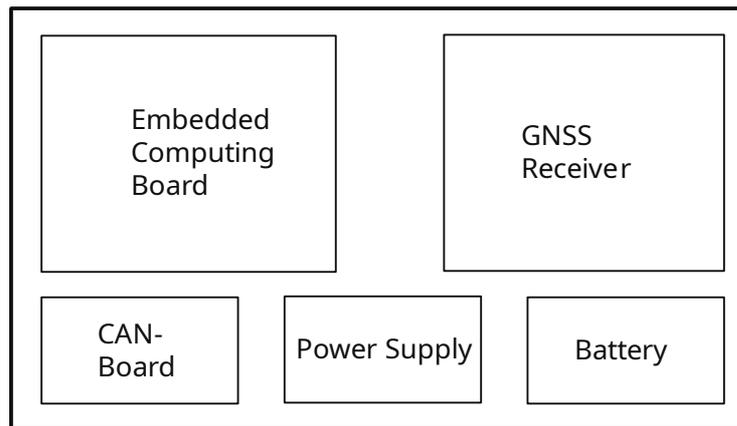 Embedded
Computing
Board
GNSS
Receiver
CAN-
Board
Power Supply
Battery